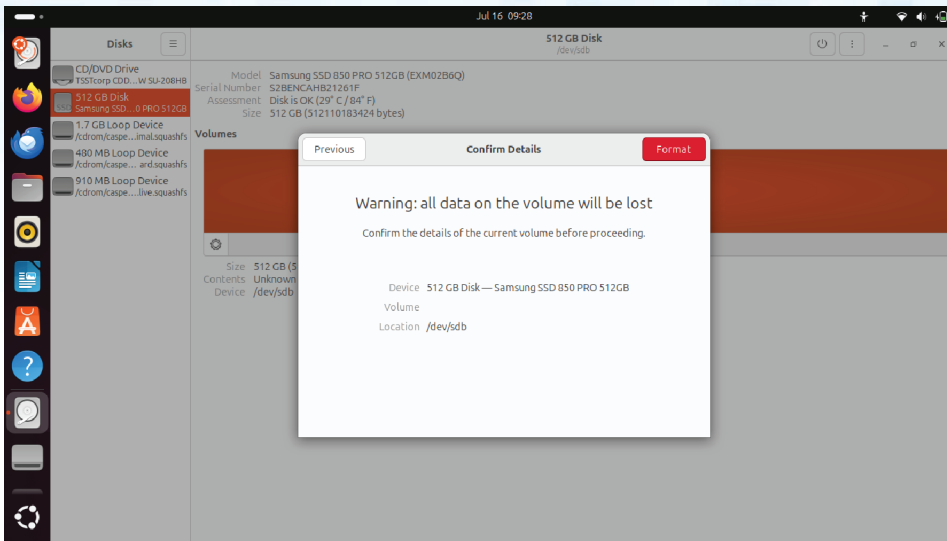 Jul 16 09:28
Disks
512 GB Disk
/dev/sdb
CD/DVD Drive
TSSTcorp CDD...W SU-208HB
512 GB Disk
Samsung SSD...0 PRO 512GB
1.7 GB Loop Device
/cdrom/caspe...imal.squashfs
480 MB Loop Device
/cdrom/caspe... ard.squashfs
910 MB Loop Device
/cdrom/caspe....live.squashfs
Model Samsung SSD 850 PRO 512GB (EXM02B6Q)
Serial Number S2BENCAHB21261F
Assessment Disk is OK (29° C / 84° F)
Size 512 GB (512110183424 bytes)
Volumes
Previous
Confirm Details
Format
Warning: all data on the volume will be lost
Confirm the details of the current volume before proceeding.
Device 512 GB Disk — Samsung SSD 850 PRO 512GB
Volume
Location /dev/sdb
Size 512 GB (5
Contents Unknown
Device /dev/sdb